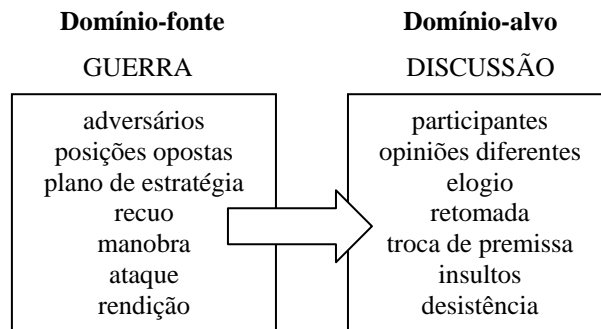 Domínio-fonte Domínio-alvo
GUERRA DISCUSSÃO
adversários participantes
posições opostas opiniões diferentes
plano de estratégia elogio
recuo retomada
manobra troca de premissa
ataque insultos
rendição desistência